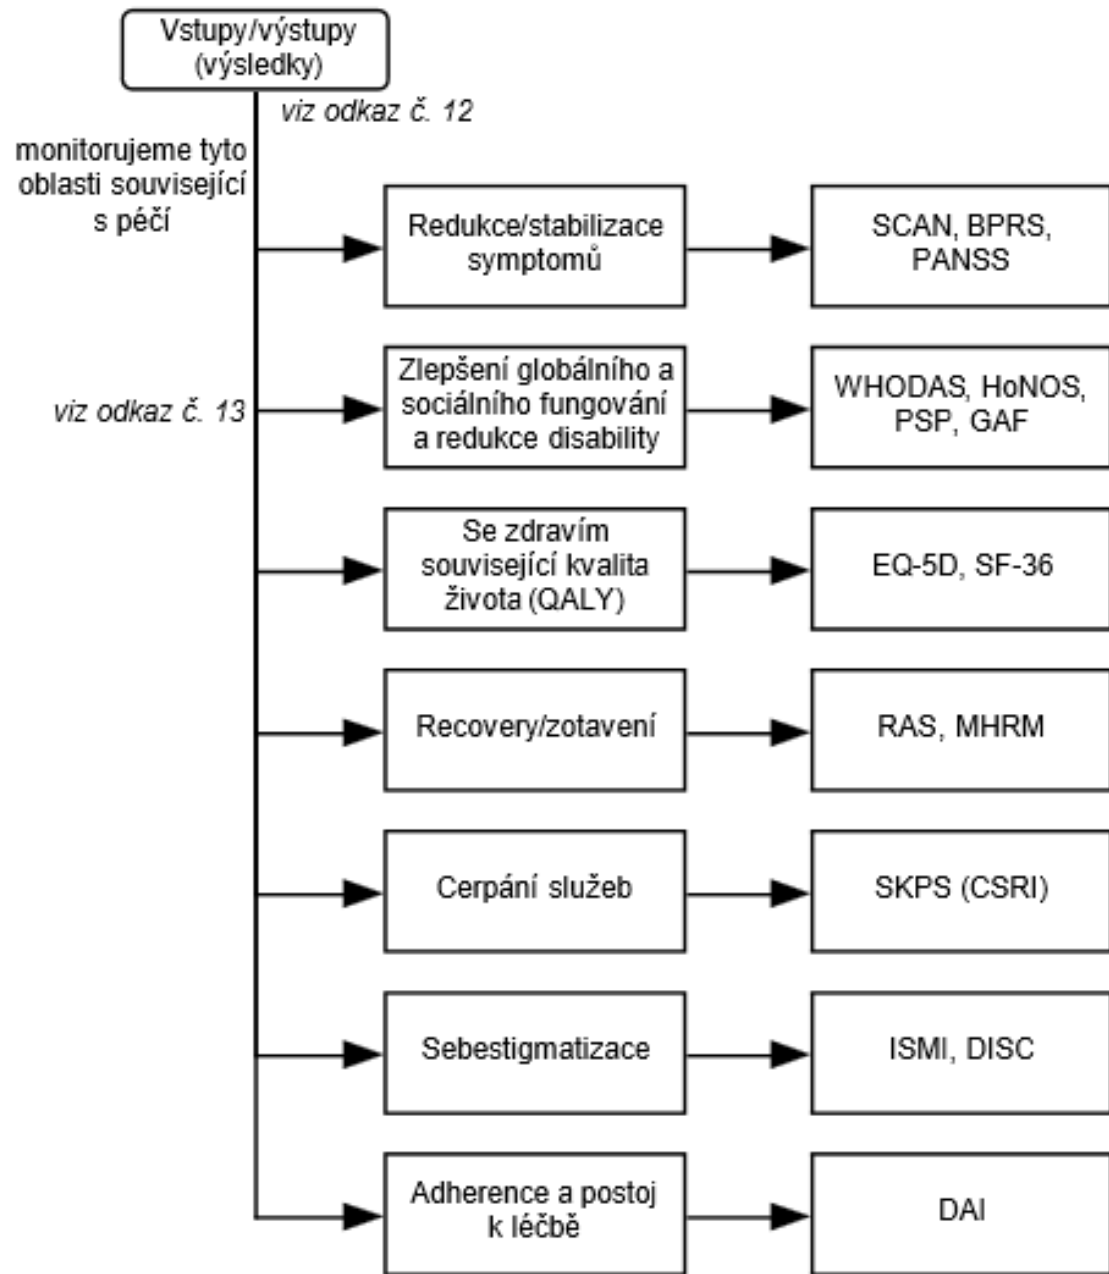 Vstupy/výstupy
(výsledky)
viz odkaz č. 12
monitorujeme tyto
oblasti související
s péčí
Redukce/stabilizace
symptomů
SCAN, BPRS,
PANSS
Zlepšení globálního a
sociálního fungování
a redukce disability
WHODAS, HoNOS,
PSP, GAF
viz odkaz č. 13
Se zdravím
související kvalita
života (QALY)
EQ-5D, SF-36
Recovery/zotavení
RAS, MHRM
Cerpání služeb
SKPS (CSRI)
Sebestigmatizace
ISMI, DISC
Adherence a postoj
k léčbě
DAI